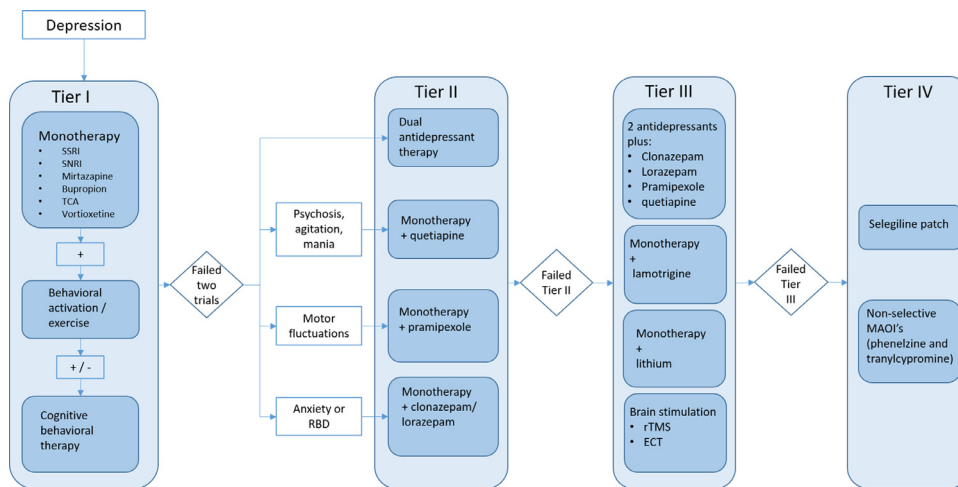 Depression
Tier I
Monotherapy
• SSRI
• SNRI
• Mirtazapine
• Bupropion
• TCA
• Vortioxetine
+
Behavioral
activation /
exercise
+ / -
Cognitive
behavioral
therapy
Failed
two
trials
Psychosis,
agitation,
mania
Motor
fluctuations
Anxiety or
RBD
Tier II
Dual
antidepressant
therapy
Monotherapy
+ quetiapine
Monotherapy
+ pramipexole
Monotherapy
+ clonazepam/
lorazepam
Failed
Tier II
Tier III
2 antidepressants
plus:
• Clonazepam
• Lorazepam
• Pramipexole
• quetiapine
Monotherapy
+
lamotrigine
Monotherapy
+
lithium
Brain stimulation
• rTMS
• ECT
Failed
Tier
III
Tier IV
Selegiline patch
Non-selective
MAOI's
(phenelzine and
tranylcypromine)